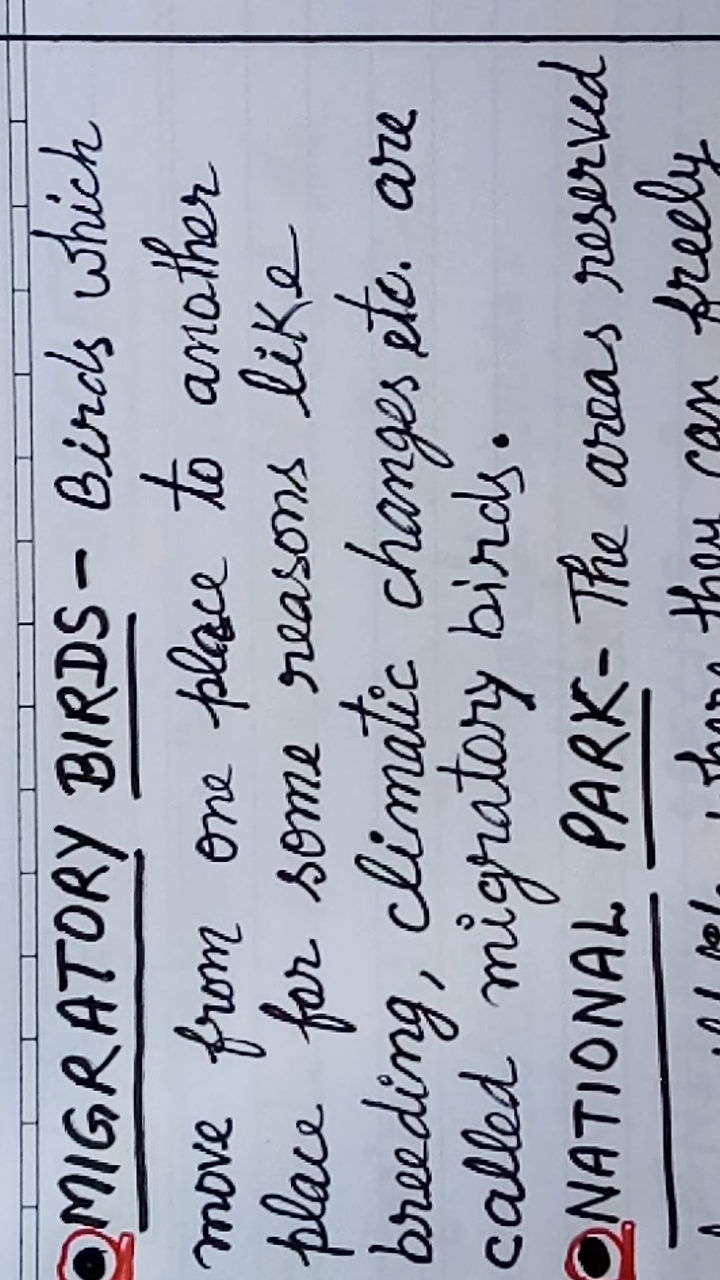 MIGRATORY BIRDS - Birds which
move from one place to another
place for some reasons like
breeding, climatic changes etc. are
called migratory birds.
NATIONAL PARK - The areas reserved
where they can freely